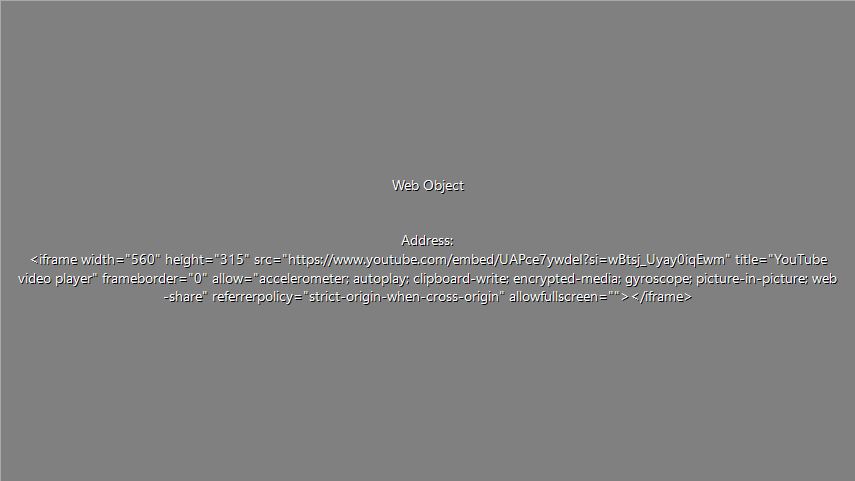 Web Object
Address:
<iframe width="560" height="315" src="https://www.youtube.com/embed/UAPce7ywdeI?si=wBtsj_Uyay0iqEwm" title="YouTube
video player" frameborder="0" allow="accelerometer; autoplay; clipboard-write; encrypted-media; gyroscope; picture-in-picture; web
-share" referrerpolicy="strict-origin-when-cross-origin" allowfullscreen=""></iframe>